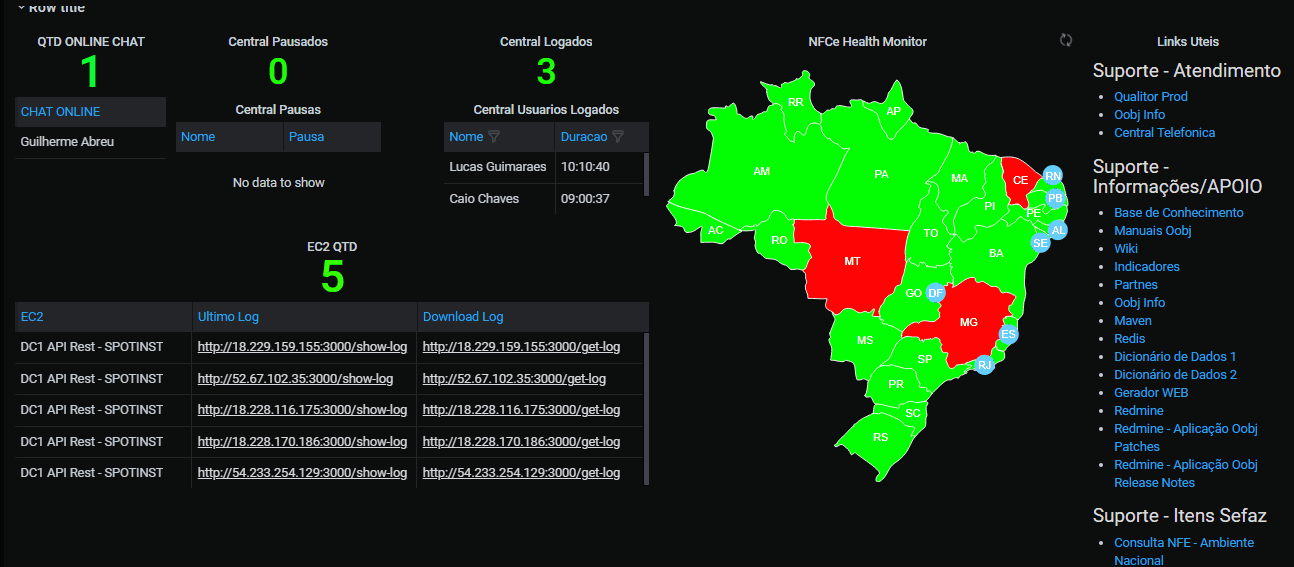 Row title
QTD ONLINE CHAT
1
CHAT ONLINE
Guilherme Abreu
Central Pausados
0
Central Pausas
Nome Pausa
No data to show
Central Logados
3
Central Usuarios Logados
Nome Duracao
Lucas Guimaraes 10:10:40
Caio Chaves 09:00:37
EC2 QTD
5
EC2 Ultimo Log Download Log
DC1 API Rest - SPOTINST http://18.229.159.155:3000/show-log http://18.229.159.155:3000/get-log
DC1 API Rest - SPOTINST http://52.67.102.35:3000/show-log http://52.67.102.35:3000/get-log
DC1 API Rest - SPOTINST http://18.228.116.175:3000/show-log http://18.228.116.175:3000/get-log
DC1 API Rest - SPOTINST http://18.228.170.186:3000/show-log http://18.228.170.186:3000/get-log
DC1 API Rest - SPOTINST http://54.233.254.129:3000/show-log http://54.233.254.129:3000/get-log
NFCe Health Monitor
RR
AP
AM
PA
MA
CE
RN
PI
PB
PE
AC
RO
TO
AL
SE
BA
MT
GO
DF
MG
ES
MS
SP
RJ
PR
SC
RS
Links Uteis
Suporte - Atendimento
Qualitor Prod
Oobj Info
Central Telefonica
Suporte -
Informações/APOIO
Base de Conhecimento
Manuais Oobj
Wiki
Indicadores
Partnes
Oobj Info
Maven
Redis
Dicionário de Dados 1
Dicionário de Dados 2
Gerador WEB
Redmine
Redmine - Aplicação Oobj
Patches
Redmine - Aplicação Oobj
Release Notes
Suporte - Itens Sefaz
Consulta NFE - Ambiente
Nacional